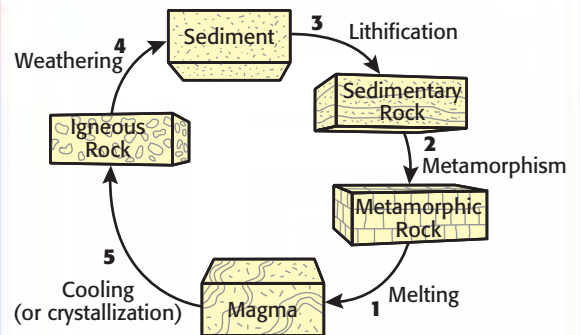 Sediment
3
Lithification
4
Weathering
Sedimentary
Rock
Igneous
Rock
2
Metamorphism
Metamorphic
Rock
5
Cooling
(or crystallization)
Magma
1
Melting